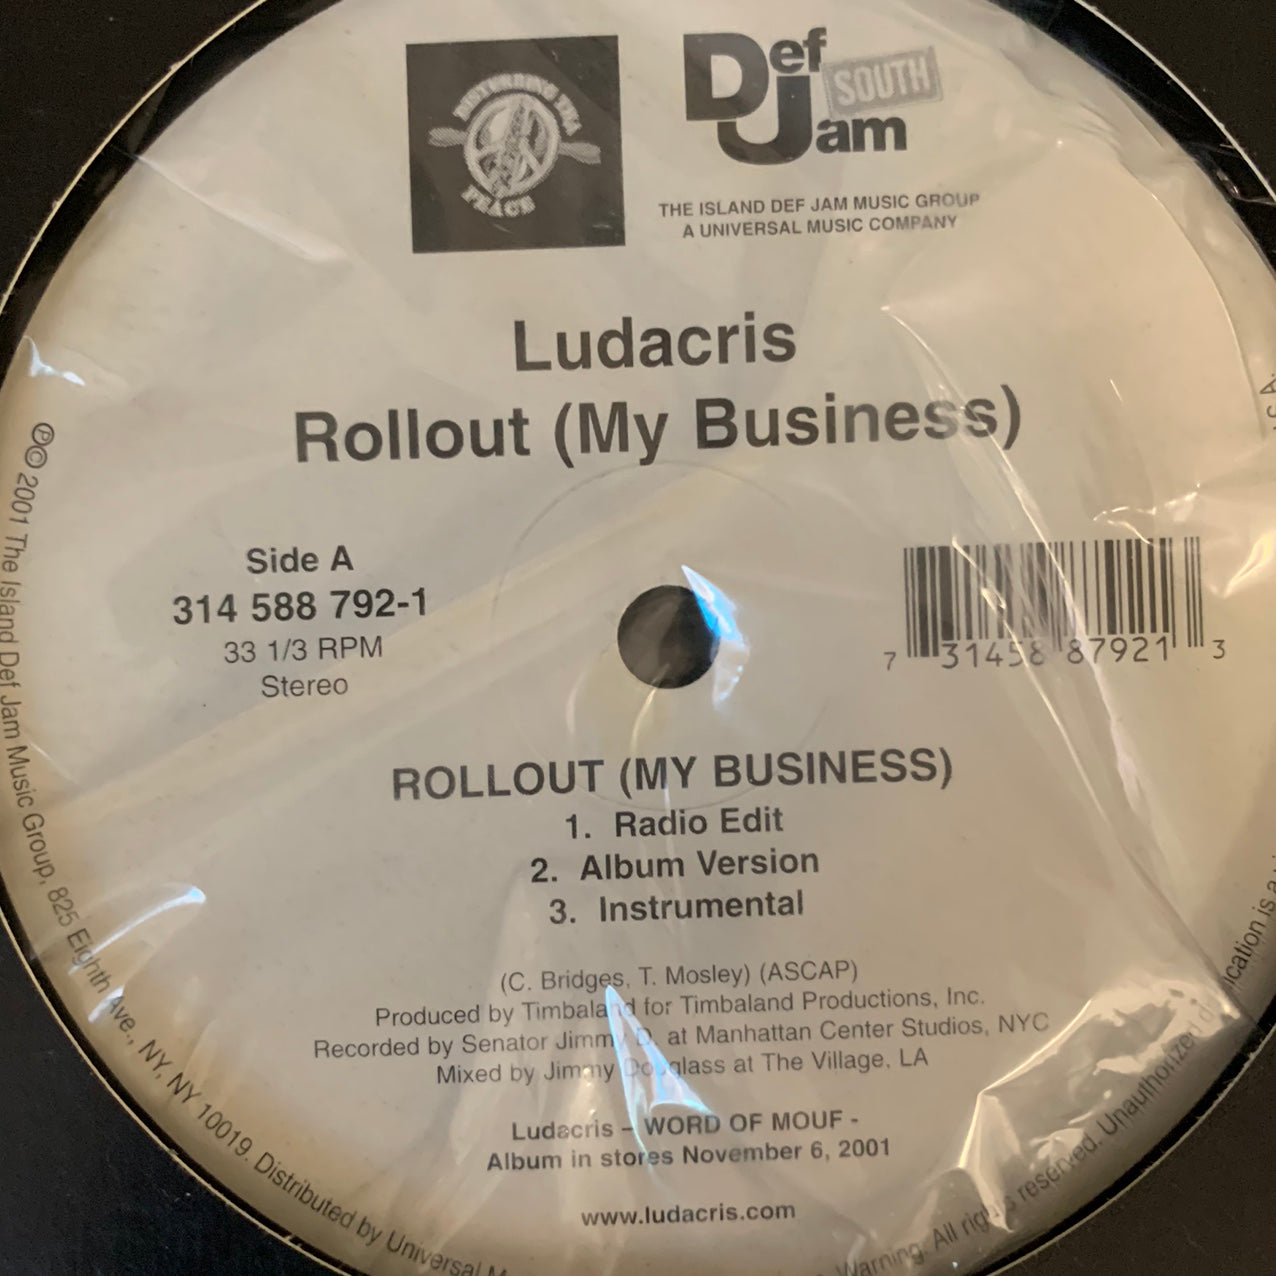 DISTURBING THA
PEACE
Def
Jam
SOUTH
THE ISLAND DEF JAM MUSIC GROUP
A UNIVERSAL MUSIC COMPANY
Ludacris
Rollout (My Business)
Side A
314 588 792-1
33 1/3 RPM
Stereo
7 31458 87921 3
ROLLOUT (MY BUSINESS)
1. Radio Edit
2. Album Version
3. Instrumental
(C. Bridges, T. Mosley) (ASCAP)
Produced by Timbaland for Timbaland Productions, Inc.
Recorded by Senator Jimmy D. at Manhattan Center Studios, NYC
Mixed by Jimmy Douglass at The Village, LA
Ludacris – WORD OF MOUF -
Album in stores November 6, 2001
www.ludacris.com
℗© 2001 The Island Def Jam Music Group, 825 Eighth Ave., NY, NY 10019. Distributed by Universal
Warning. All rights reserved. Unauthorized
is a